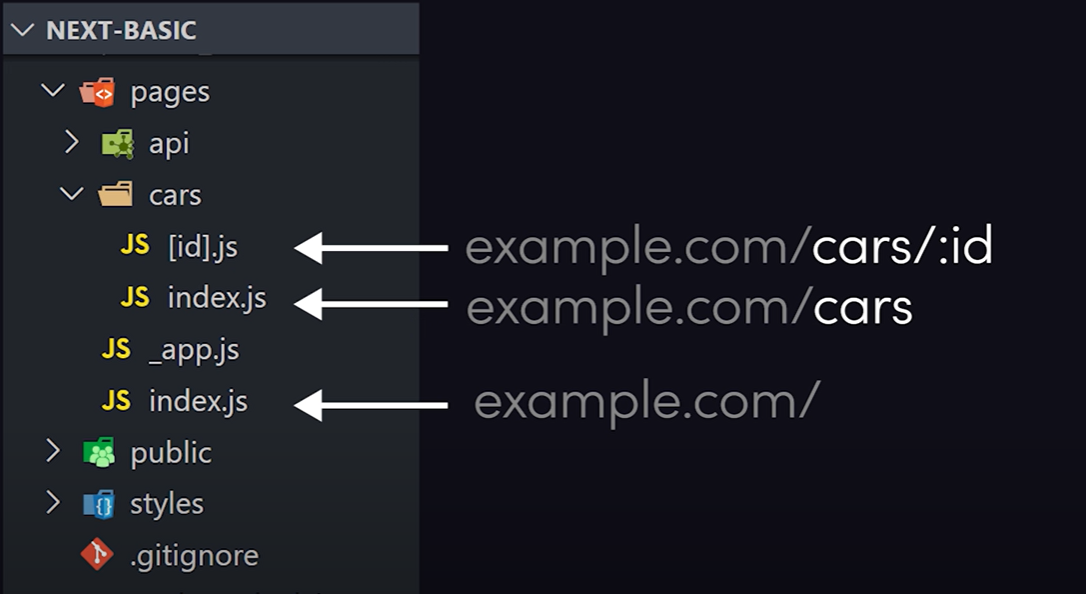 NEXT-BASIC
pages
api
cars
JS [id].js example.com/cars/:id
JS index.js example.com/cars
JS _app.js
JS index.js example.com/
public
styles
.gitignore